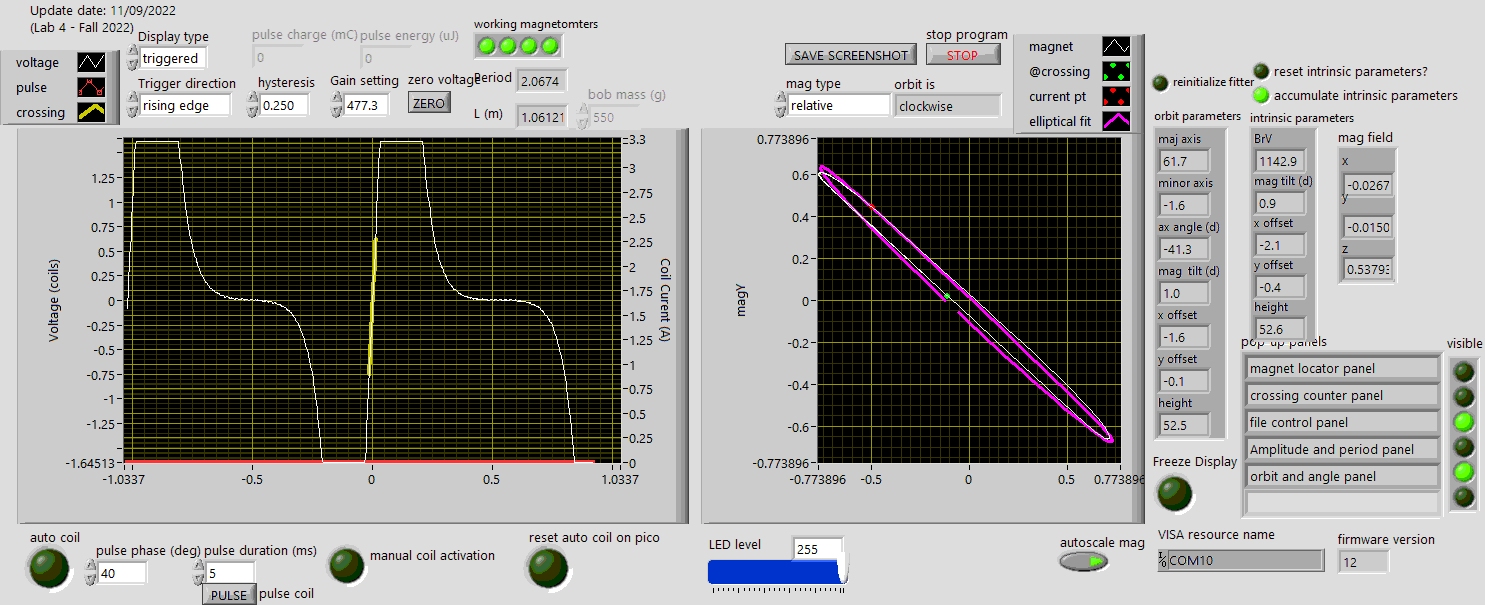 Update date: 11/09/2022
(Lab 4 - Fall 2022)
voltage
pulse
crossing
Display type
triggered
Trigger direction
rising edge
pulse charge (mC)
0
pulse energy (uJ)
0
hysteresis
0.250
Gain setting
477.3
zero voltage
ZERO
working magnetomters
Period
2.0674
L (m)
1.06121
bob mass (g)
550
SAVE SCREENSHOT
stop program
STOP
mag type
relative
orbit is
clockwise
magnet
@crossing
current pt
elliptical fit
reinitialize fitter
reset intrinsic parameters?
accumulate intrinsic parameters
Voltage (coils)
1.25
1
0.75
0.5
0.25
0
-0.25
-0.5
-0.75
-1
-1.25
-1.64513
-1.0337
-0.5
0
0.5
1.0337
3.3
3
2.75
2.5
2.25
2
1.75
1.5
1.25
1
0.75
0.5
0.25
0
Coil Current (A)
magY
0.773896
0.6
0.4
0.2
0
-0.2
-0.4
-0.6
-0.773896
-0.773896
-0.5
0
0.5
0.773896
orbit parameters
maj axis
61.7
minor axis
-1.6
ax angle (d)
-41.3
mag tilt (d)
1.0
x offset
-1.6
y offset
-0.1
height
52.5
intrinsic parameters
BrV
1142.9
mag tilt (d)
0.9
x offset
-2.1
y offset
-0.4
height
52.6
mag field
x
-0.0267
y
-0.0150
z
0.5379
pop-up panels
visible
magnet locator panel
crossing counter panel
file control panel
Amplitude and period panel
orbit and angle panel
Freeze Display
auto coil
pulse phase (deg)
40
pulse duration (ms)
5
PULSE
pulse coil
manual coil activation
reset auto coil on pico
LED level
255
autoscale mag
VISA resource name
COM10
firmware version
12